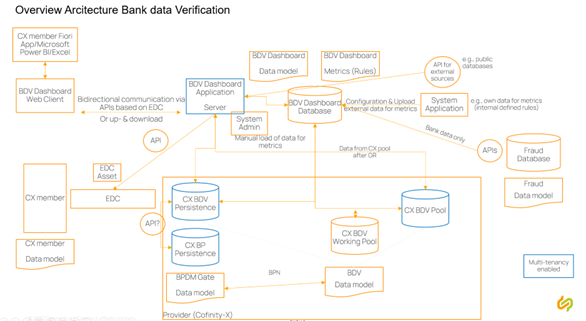 Overview Arcitecture Bank data Verification
CX member Fiori
App/Microsoft
Power BI/Excel
BDV Dashboard
Web Client
Bidirectional communication via
APIs based on EDC
Or up- & download
BDV Dashboard
Application
Server
System
Admin
BDV Dashboard
Data model
BDV Dashboard
Metrics (Rules)
BDV Dashboard
Database
API for
external
sources
e.g., public
databases
Configuration & Upload
external data for metrics
System
Application
e.g., own data for metrics
(internal defined rules)
Manual load of data for
metrics
Bank data only
APIs
Fraud
Database
Fraud
Data model
API
Data from CX pool
after GR
EDC
Asset
EDC
CX member
CX member
Data model
CX BDV
Persistence
API?
CX BP
Persistence
CX BDV Pool
CX BDV
Working Pool
BPDM Gate
Data model
BPN
BDV
Data model
Provider (Cofinity-X)
Multi-tenancy
enabled